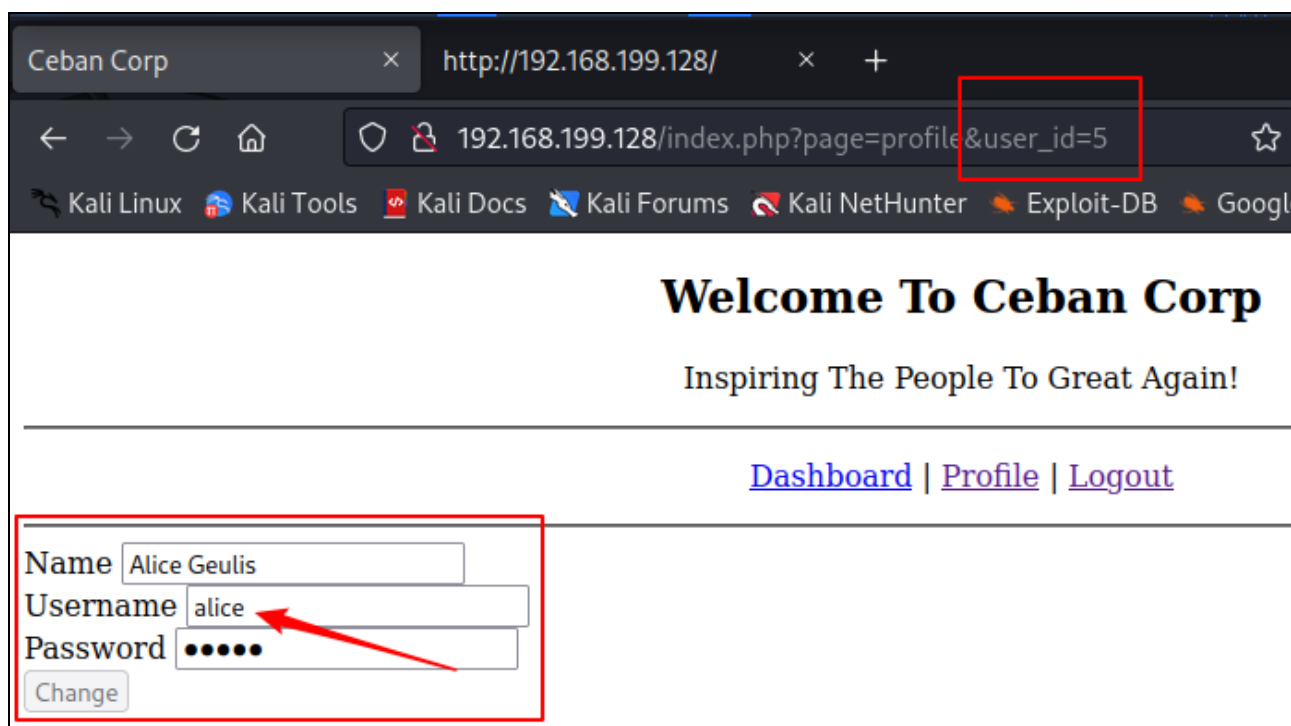 Ceban Corp × http://192.168.199.128/ × +
192.168.199.128/index.php?page=profile&user_id=5
Kali Linux Kali Tools Kali Docs Kali Forums Kali NetHunter Exploit-DB Googl
Welcome To Ceban Corp
Inspiring The People To Great Again!
Dashboard | Profile | Logout
Name Alice Geulis
Username alice
Password •••••
Change